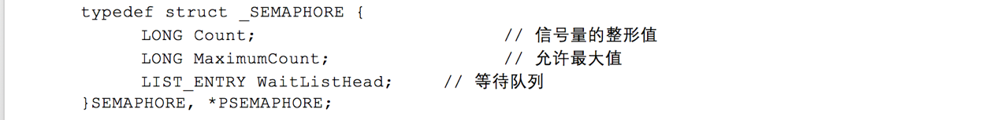 typedef struct _SEMAPHORE {
LONG Count; // 信号量的整形值
LONG MaximumCount; // 允许最大值
LIST_ENTRY WaitListHead; // 等待队列
}SEMAPHORE, *PSEMAPHORE;